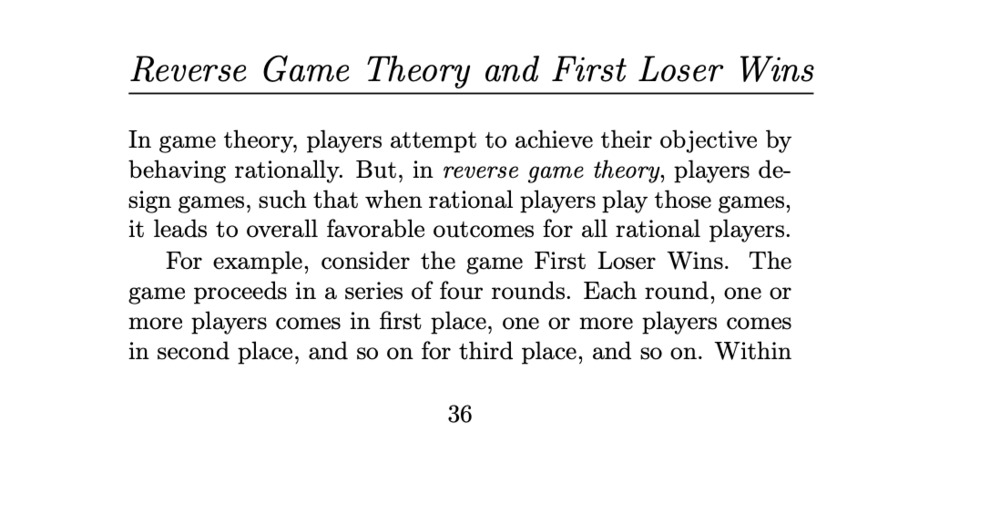 Reverse Game Theory and First Loser Wins
In game theory, players attempt to achieve their objective by
behaving rationally. But, in reverse game theory, players de-
sign games, such that when rational players play those games,
it leads to overall favorable outcomes for all rational players.
For example, consider the game First Loser Wins. The
game proceeds in a series of four rounds. Each round, one or
more players comes in first place, one or more players comes
in second place, and so on for third place, and so on. Within
36